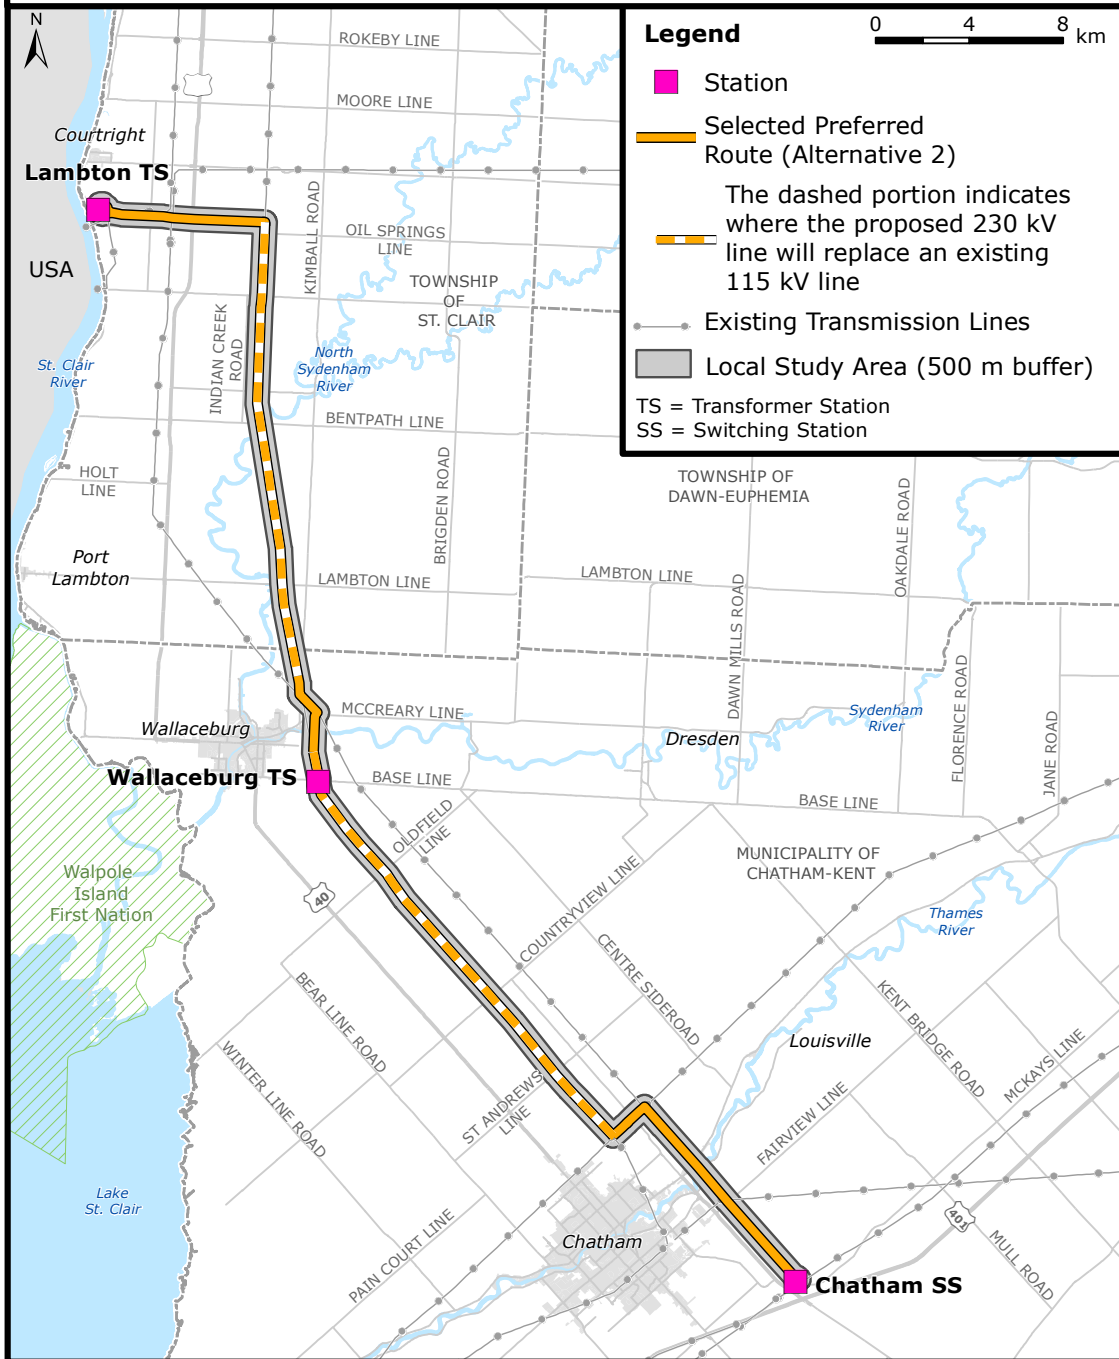 N
Legend
0 4 8 km
Station
Selected Preferred
Route (Alternative 2)
The dashed portion indicates
where the proposed 230 kV
line will replace an existing
115 kV line
Existing Transmission Lines
Local Study Area (500 m buffer)
TS = Transformer Station
SS = Switching Station
ROKEBY LINE
MOORE LINE
Courtright
Lambton TS
KIMBALL ROAD
OIL SPRINGS
LINE
USA
TOWNSHIP
OF
ST. CLAIR
INDIAN CREEK
ROAD
North
Sydenham
River
St. Clair
River
BENTPATH LINE
HOLT
LINE
BRIGDEN ROAD
TOWNSHIP OF
DAWN-EUPHEMIA
OAKDALE ROAD
Port
Lambton
LAMBTON LINE
LAMBTON LINE
DAWN MILLS ROAD
FLORENCE ROAD
JANE ROAD
MCCREARY LINE
Sydenham
River
Wallaceburg
Dresden
Wallaceburg TS
BASE LINE
BASE LINE
OLDFIELD
LINE
MUNICIPALITY OF
CHATHAM-KENT
Walpole
Island
First Nation
40
COUNTRYVIEW LINE
Thames
River
CENTRE SIDEROAD
BEAR LINE ROAD
KENT BRIDGE ROAD
Louisville
WINTER LINE ROAD
MCKAYS LINE
ST ANDREWS
LINE
FAIRVIEW LINE
Lake
St. Clair
PAIN COURT LINE
Chatham
401
MULL ROAD
Chatham SS